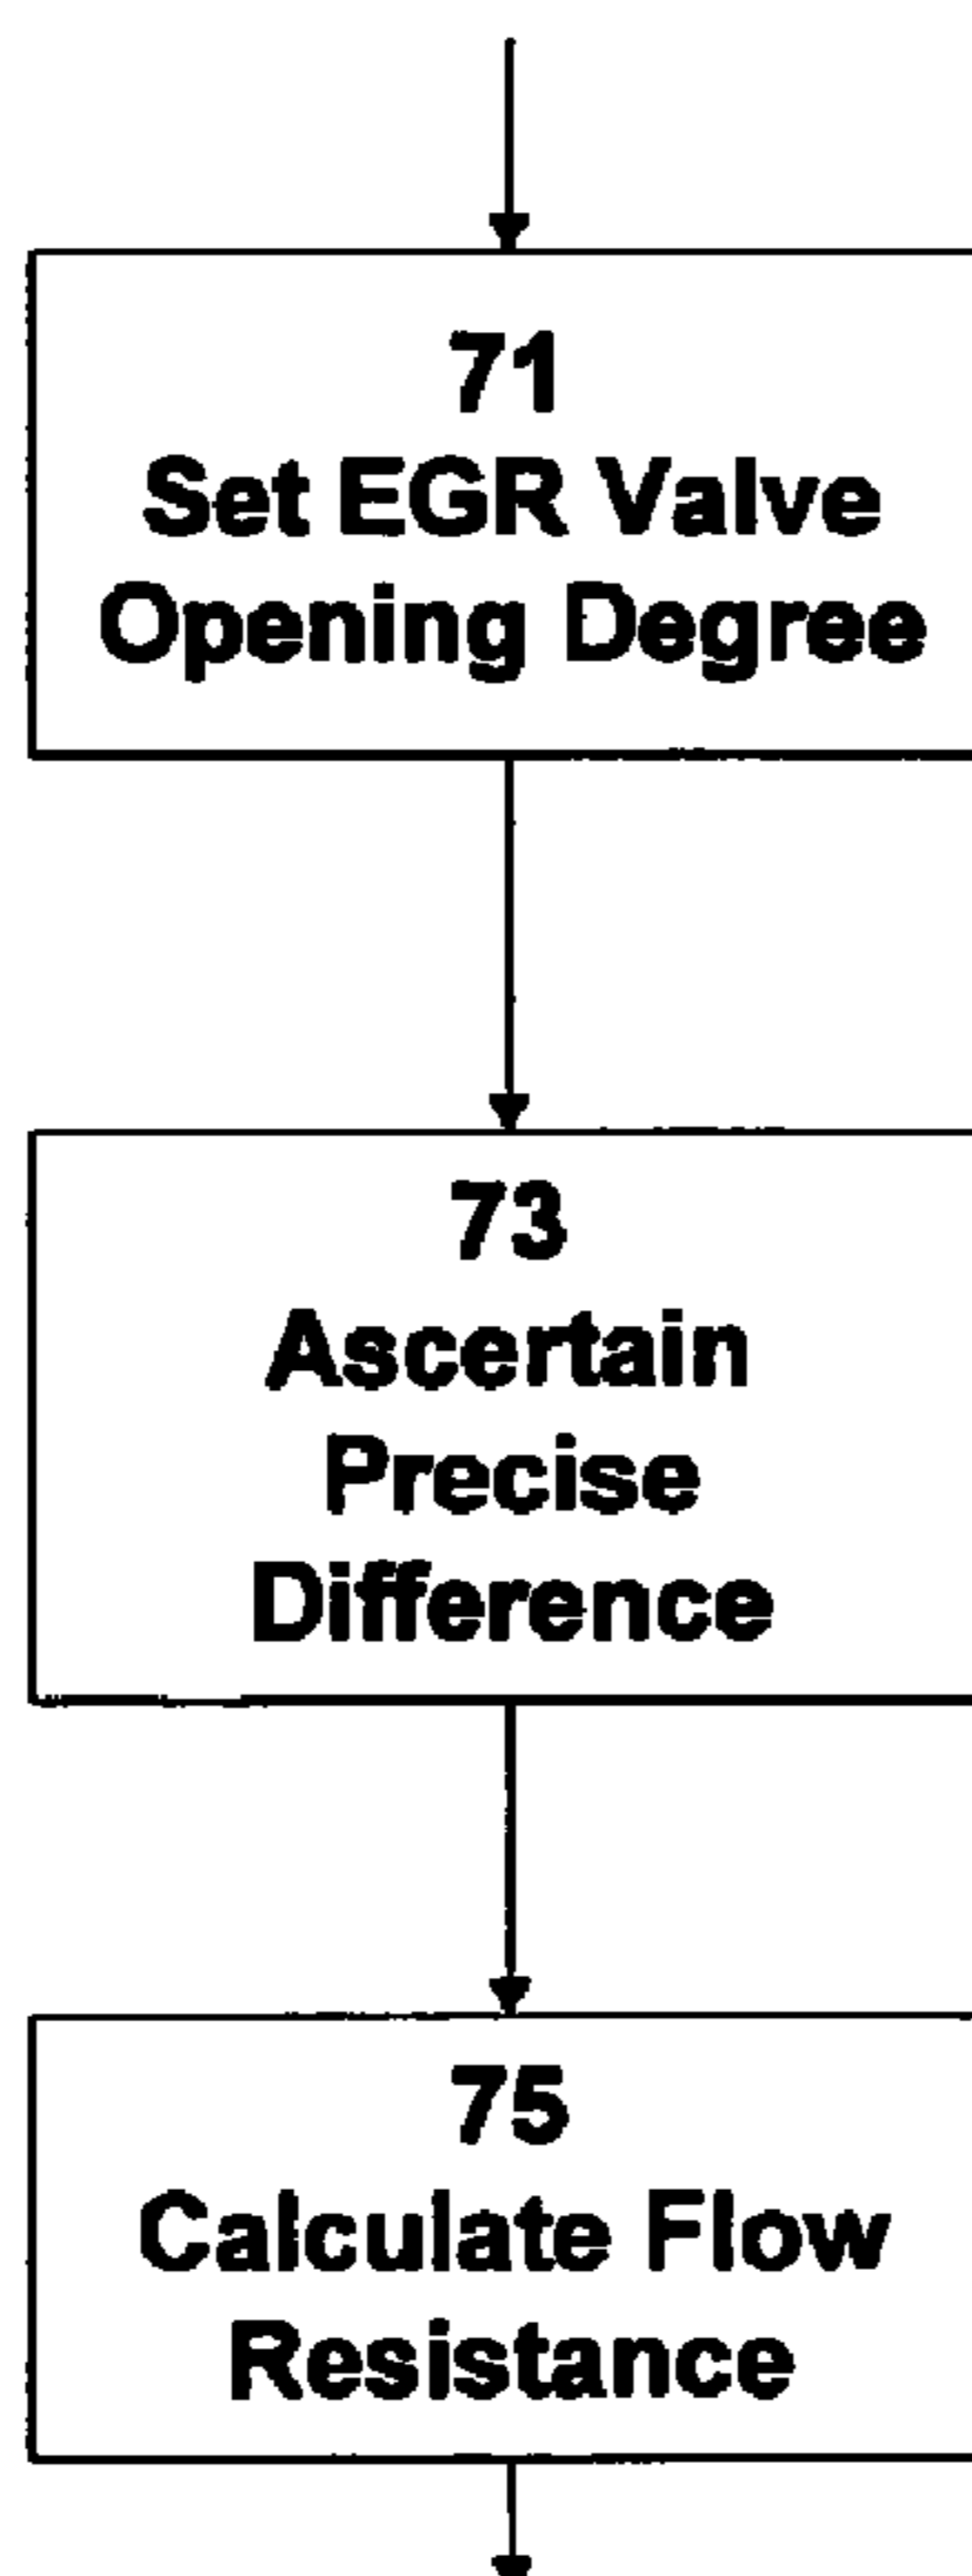 71
Set EGR Valve
Opening Degree
73
Ascertain
Precise
Difference
75
Calculate Flow
Resistance